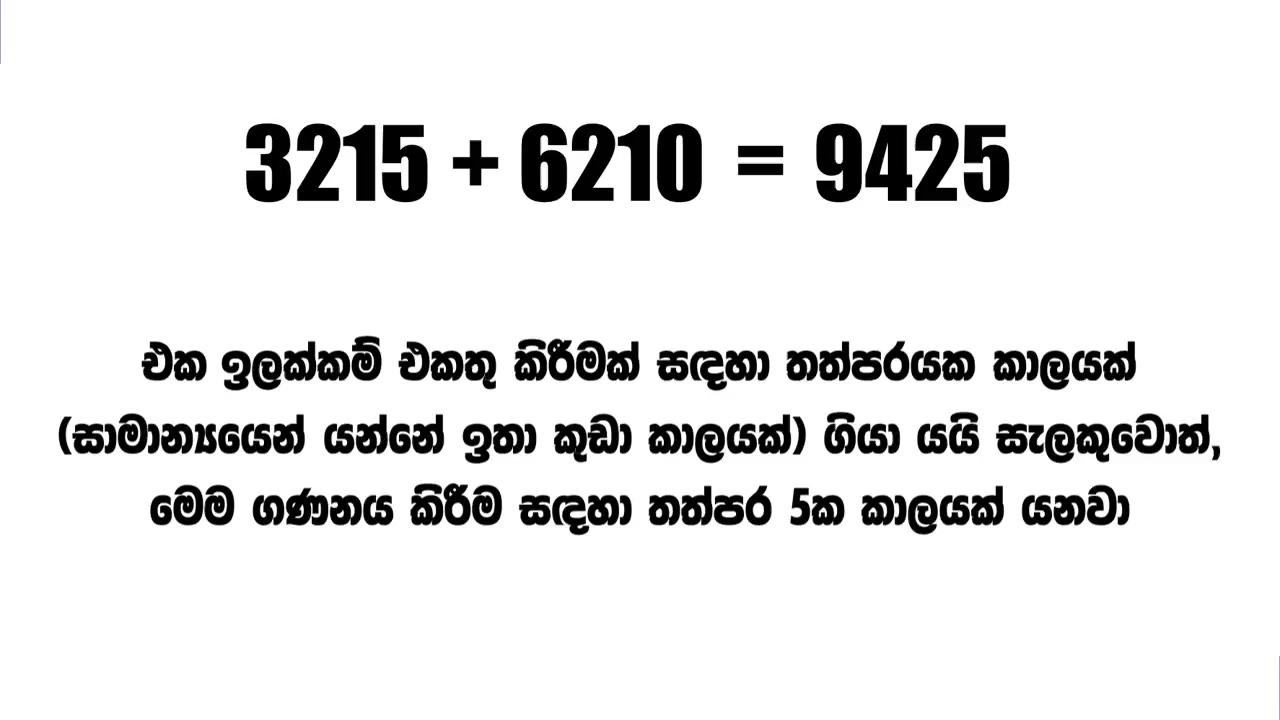 3215 + 6210 = 9425
එක ඉලක්කම් එකතු කිරීමක් සඳහා තත්පරයක කාලයක්
(සාමාන්‍යයෙන් යන්නේ ඉතා කුඩා කාලයක්) ගියා යයි සැලකුවොත්,
මෙම ගණනය කිරීම සඳහා තත්පර 5ක කාලයක් යනවා